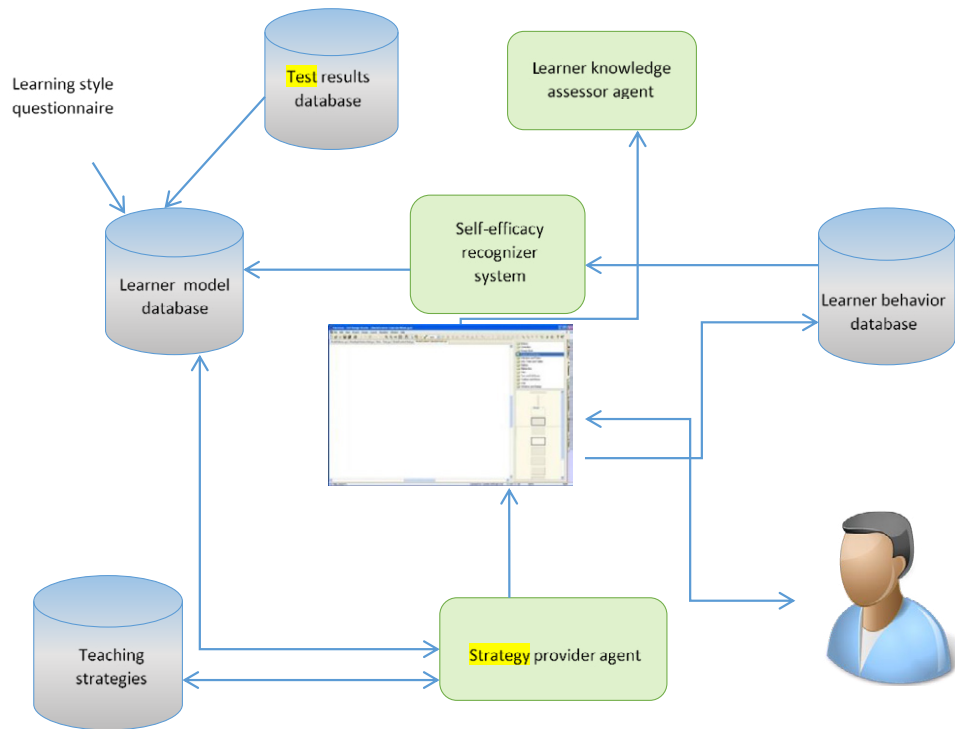 Learning style
questionnaire
Test results
database
Learner knowledge
assessor agent
Self-efficacy
recognizer
system
Learner model
database
Learner behavior
database
Teaching
strategies
Strategy provider agent